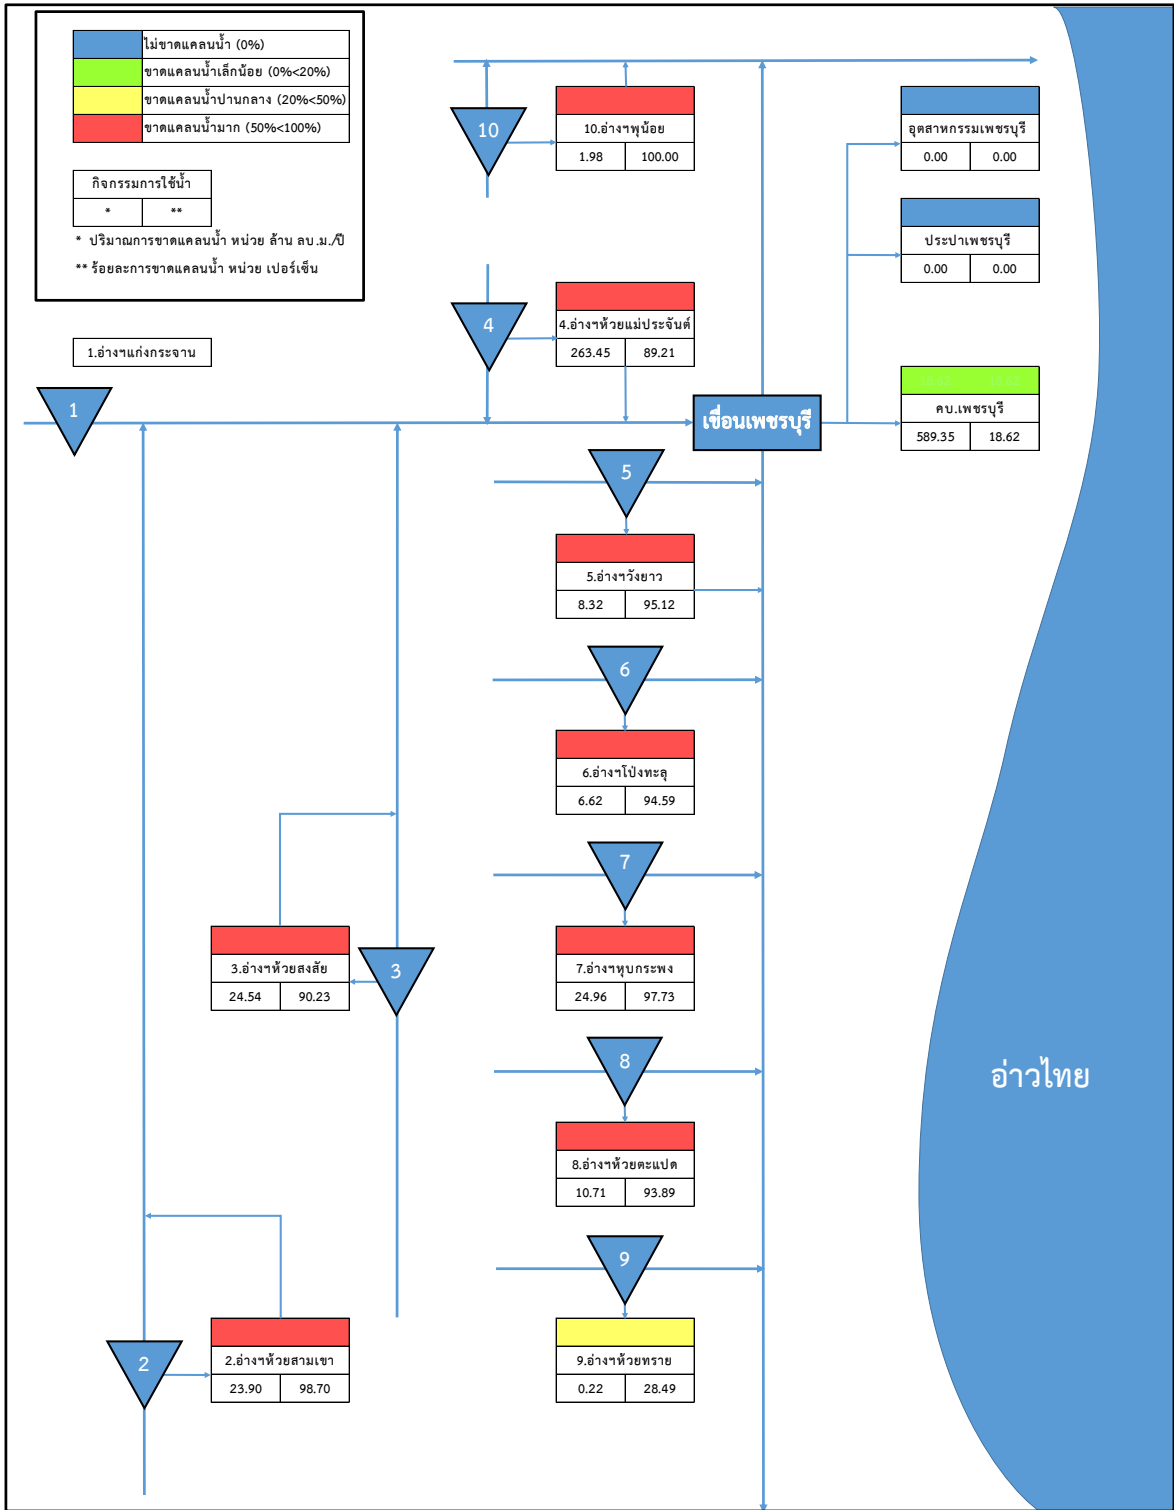 ไม่ขาดแคลนน้ำ (0%)
ขาดแคลนน้ำเล็กน้อย (0%<20%)
ขาดแคลนน้ำปานกลาง (20%<50%)
ขาดแคลนน้ำมาก (50%<100%)
กิจกรรมการใช้น้ำ
* **
* ปริมาณการขาดแคลนน้ำ หน่วย ล้าน ลบ.ม./ปี
** ร้อยละการขาดแคลนน้ำ หน่วย เปอร์เซ็น
10
10.อ่างฯพุน้อย
1.98 100.00
อุตสาหกรรมเพชรบุรี
0.00 0.00
ประปาเพชรบุรี
0.00 0.00
4
4.อ่างฯห้วยแม่ประจันต์
263.45 89.21
1.อ่างฯแก่งกระจาน
1
เขื่อนเพชรบุรี
คบ.เพชรบุรี
589.35 18.62
5
5.อ่างฯวังยาว
8.32 95.12
6
6.อ่างฯโป่งทะลุ
6.62 94.59
7
7.อ่างฯหุบกระพง
24.96 97.73
3.อ่างฯห้วยสงสัย
24.54 90.23
3
8
8.อ่างฯห้วยตะแปด
10.71 93.89
อ่าวไทย
9
9.อ่างฯห้วยทราย
0.22 28.49
2
2.อ่างฯห้วยสามเขา
23.90 98.70